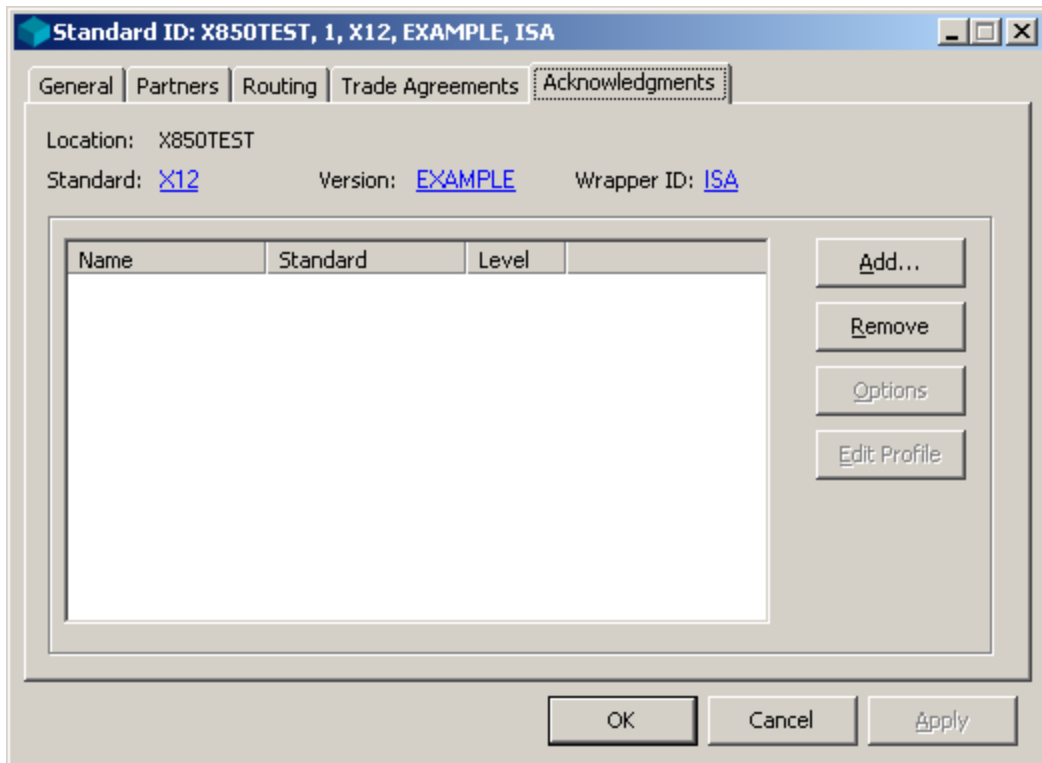 Standard ID: X850TEST, 1, X12, EXAMPLE, ISA
General Partners Routing Trade Agreements Acknowledgments
Location: X850TEST
Standard: X12 Version: EXAMPLE Wrapper ID: ISA
Name Standard Level
Add...
Remove
Options
Edit Profile
OK Cancel Apply